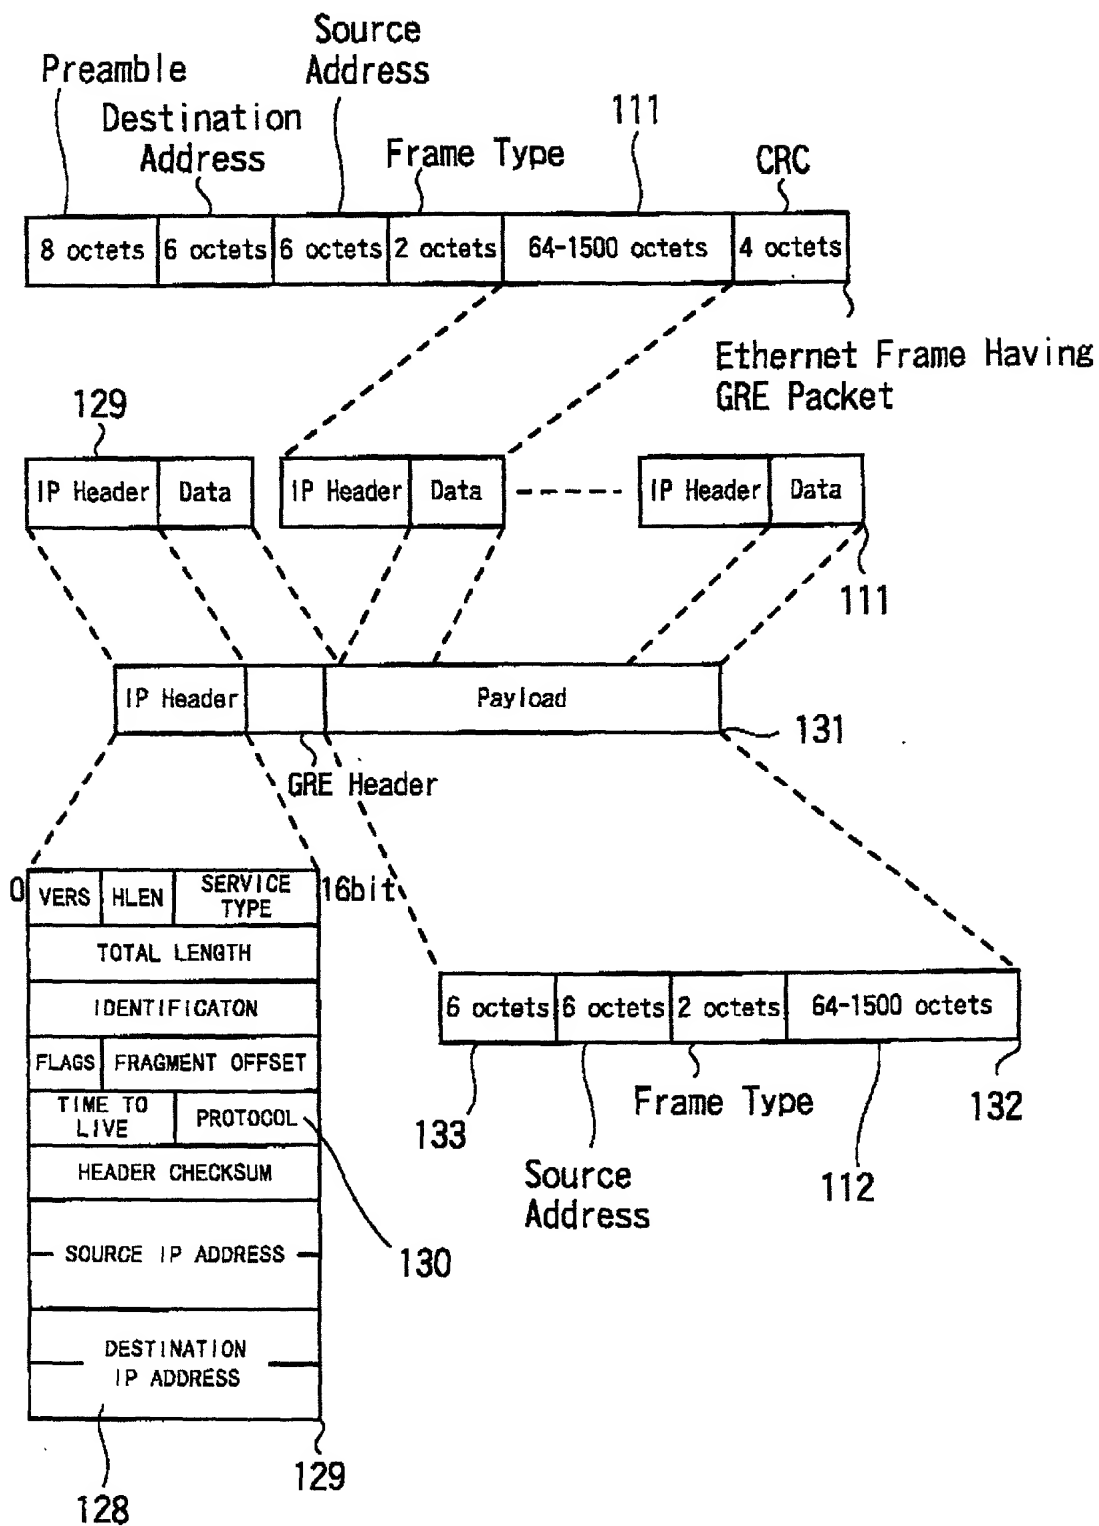 Source
Address
Preamble
Destination
Address
Frame Type
111
CRC
8 octets 6 octets 6 octets 2 octets 64-1500 octets 4 octets
Ethernet Frame Having
GRE Packet
129
IP Header Data IP Header Data IP Header Data
111
IP Header Payload
131
GRE Header
0 VERS HLEN SERVICE TYPE 16bit
TOTAL LENGTH
IDENTIFICATON
FLAGS FRAGMENT OFFSET
TIME TO LIVE PROTOCOL
HEADER CHECKSUM
SOURCE IP ADDRESS
DESTINATION
IP ADDRESS
130
129
128
6 octets 6 octets 2 octets 64-1500 octets
133
Source
Address
Frame Type
112
132